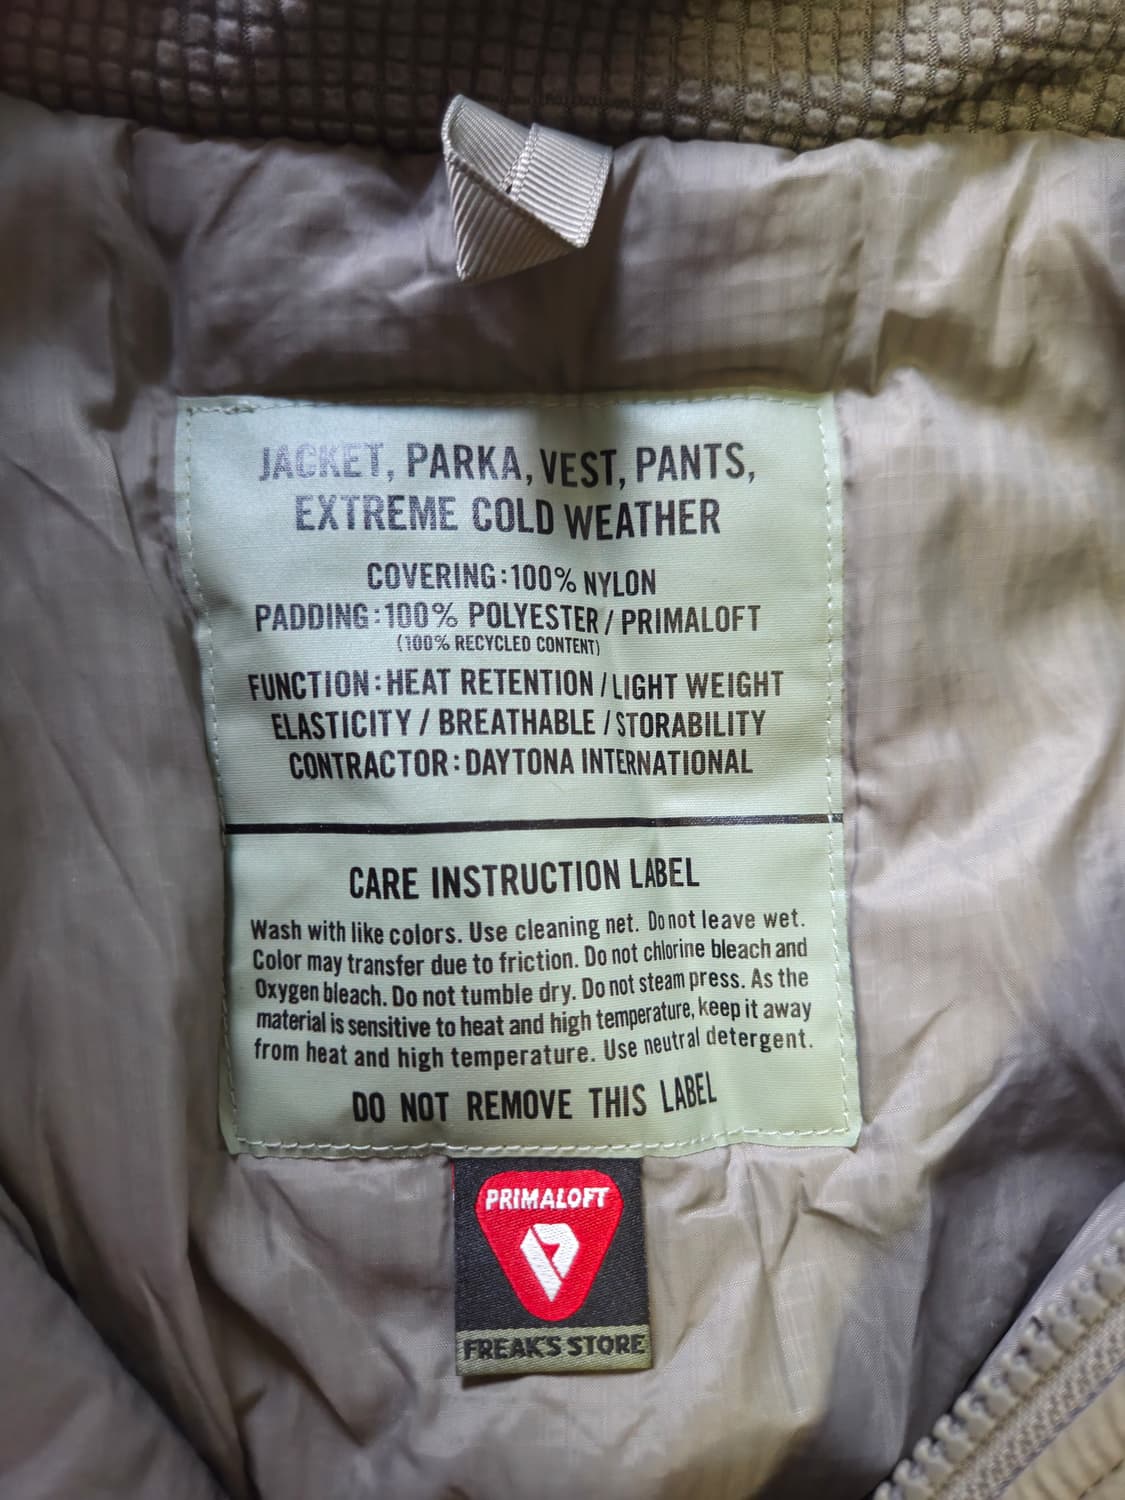 JACKET, PARKA, VEST, PANTS,
EXTREME COLD WEATHER
COVERING:100% NYLON
PADDING:100% POLYESTER/PRIMALOFT
(100% RECYCLED CONTENT)
FUNCTION:HEAT RETENTION/LIGHT WEIGHT
ELASTICITY/BREATHABLE/STORABILITY
CONTRACTOR:DAYTONA INTERNATIONAL
CARE INSTRUCTION LABEL
Wash with like colors. Use cleaning net. Do not leave wet.
Color may transfer due to friction. Do not chlorine bleach and
Oxygen bleach. Do not tumble dry. Do not steam press. As the
material is sensitive to heat and high temperature, keep it away
from heat and high temperature. Use neutral detergent.
DO NOT REMOVE THIS LABEL
PRIMALOFT
FREAK'S STORE